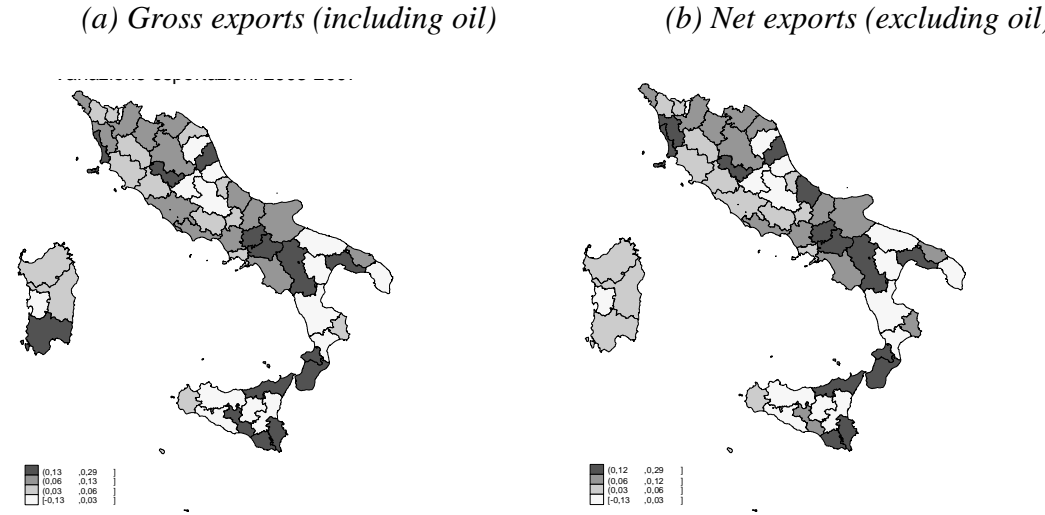 (a) Gross exports (including oil)
(b) Net exports (excluding oil)
(0,13 ,0,29 ]
(0,06 ,0,13 ]
(0,03 ,0,06 ]
[-0,13 ,0,03 ]
(0,12 ,0,29 ]
(0,06 ,0,12 ]
(0,03 ,0,06 ]
[-0,13 ,0,03 ]